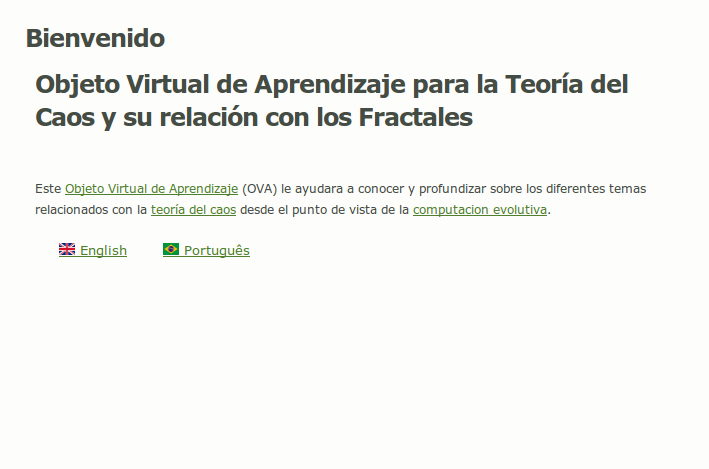 Bienvenido
Objeto Virtual de Aprendizaje para la Teoría del
Caos y su relación con los Fractales
Este Objeto Virtual de Aprendizaje (OVA) le ayudara a conocer y profundizar sobre los diferentes temas
relacionados con la teoría del caos desde el punto de vista de la computacion evolutiva.
English Português